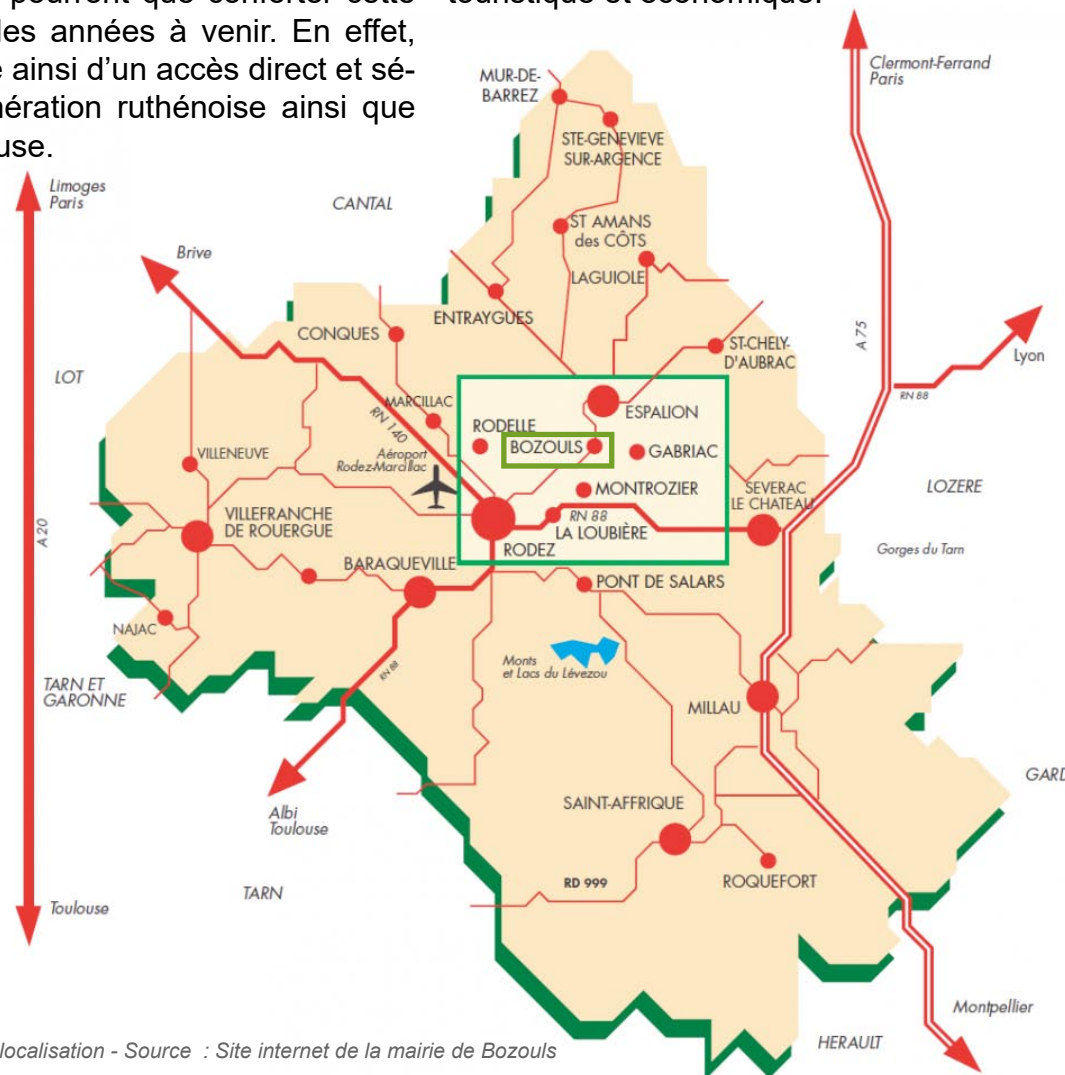 pourront que conforter cette
touristique et économique.
les années à venir. En effet,
ainsi d'un accès direct et sé-
nération ruthénoise ainsi que
use.
Clermont-Ferrand
Paris
MUR-DE-
BARREZ
STE-GENEVIEVE
SUR-ARGENCE
Limoges
Paris
CANTAL
ST AMANS
des CÔTS
Brive
LAGUIOLE
ENTRAYGUES
CONQUES
ST-CHELY-
D'AUBRAC
A 75
Lyon
LOT
RN 88
MARCILLAC
ESPALION
RN 140
RODELLE
BOZOULS
GABRIAC
Aéroport
Rodez-Marcillac
VILLENEUVE
MONTROZIER
SEVERAC
LE CHATEAU
LOZERE
VILLEFRANCHE
DE ROUERGUE
RN 88
LA LOUBIÈRE
A 20
RODEZ
Gorges du Tarn
BARAQUEVILLE
PONT DE SALARS
NAJAC
Monts
et Lacs du Lévezou
RN 88
TARN ET
GARONNE
MILLAU
GARD
SAINT-AFFRIQUE
Albi
Toulouse
ROQUEFORT
RD 999
TARN
Toulouse
Montpellier
HERAULT
localisation - Source : Site internet de la mairie de Bozouls